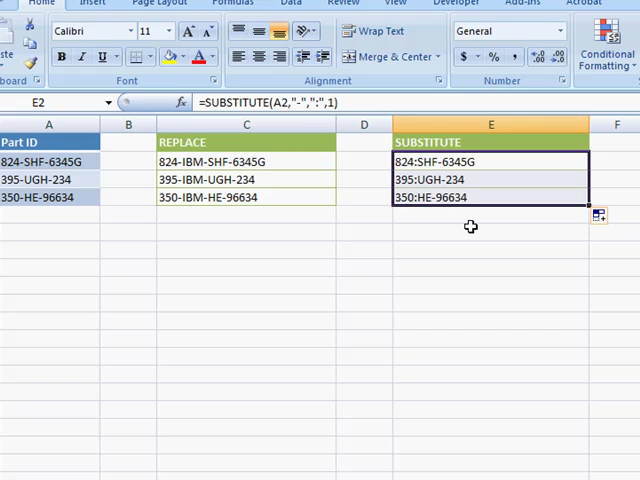 Home Insert Page Layout Formulas Data Review View Developer Add-Ins Acrobat
Calibri 11 A A Wrap Text General Conditional
B I U A Merge & Center $ % , .0 .00 Formatting
Font Alignment Number
E2 fx =SUBSTITUTE(A2,"-",":",1)
A B C D E F
Part ID REPLACE SUBSTITUTE
824-SHF-6345G 824-IBM-SHF-6345G 824:SHF-6345G
395-UGH-234 395-IBM-UGH-234 395:UGH-234
350-HE-96634 350-IBM-HE-96634 350:HE-96634